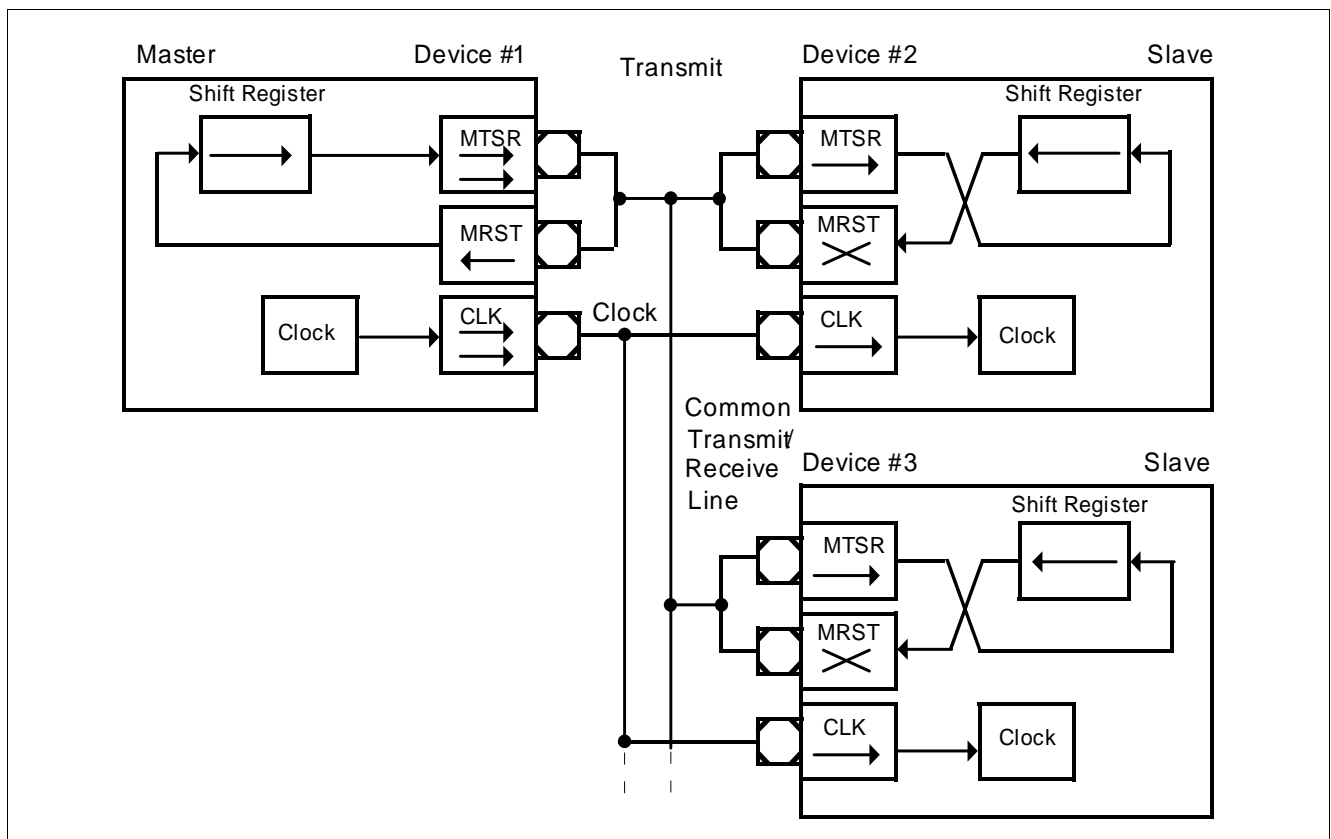 Master
Device #1
Transmit
Device #2
Slave
Shift Register
Shift Register
MTSR
MTSR
MRST
MRST
Clock
CLK
Clock
CLK
Clock
Common
Transmit/
Receive
Line
Device #3
Slave
Shift Register
MTSR
MRST
CLK
Clock